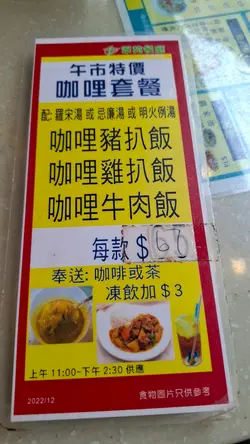 午市特價
咖哩套餐
配: 羅宋湯 或 忌廉湯 或 明火例湯
咖哩豬扒飯
咖哩雞扒飯
咖哩牛肉飯
每款 $60
奉送: 咖啡或茶
凍飲加 $3
上午 11:00~下午 2:30 供應
2022/12
食物圖片只供參考